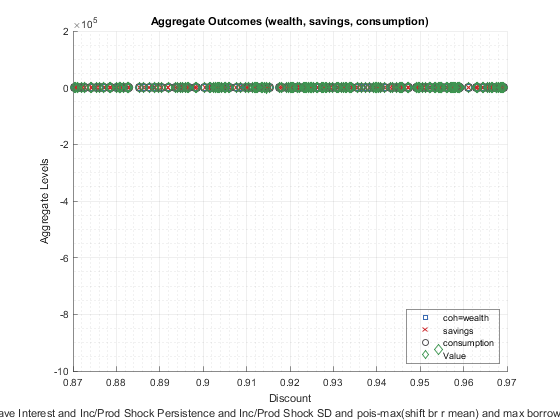 Aggregate Outcomes (wealth, savings, consumption)
×10^5
2
0
-2
-4
-6
-8
-10
Aggregate Levels
0.87 0.88 0.89 0.9 0.91 0.92 0.93 0.94 0.95 0.96 0.97
Discount
coh=wealth
savings
consumption
Value
Interest and Inc/Prod Shock Persistence and Inc/Prod Shock SD and pois-max(shift br r mean) and max